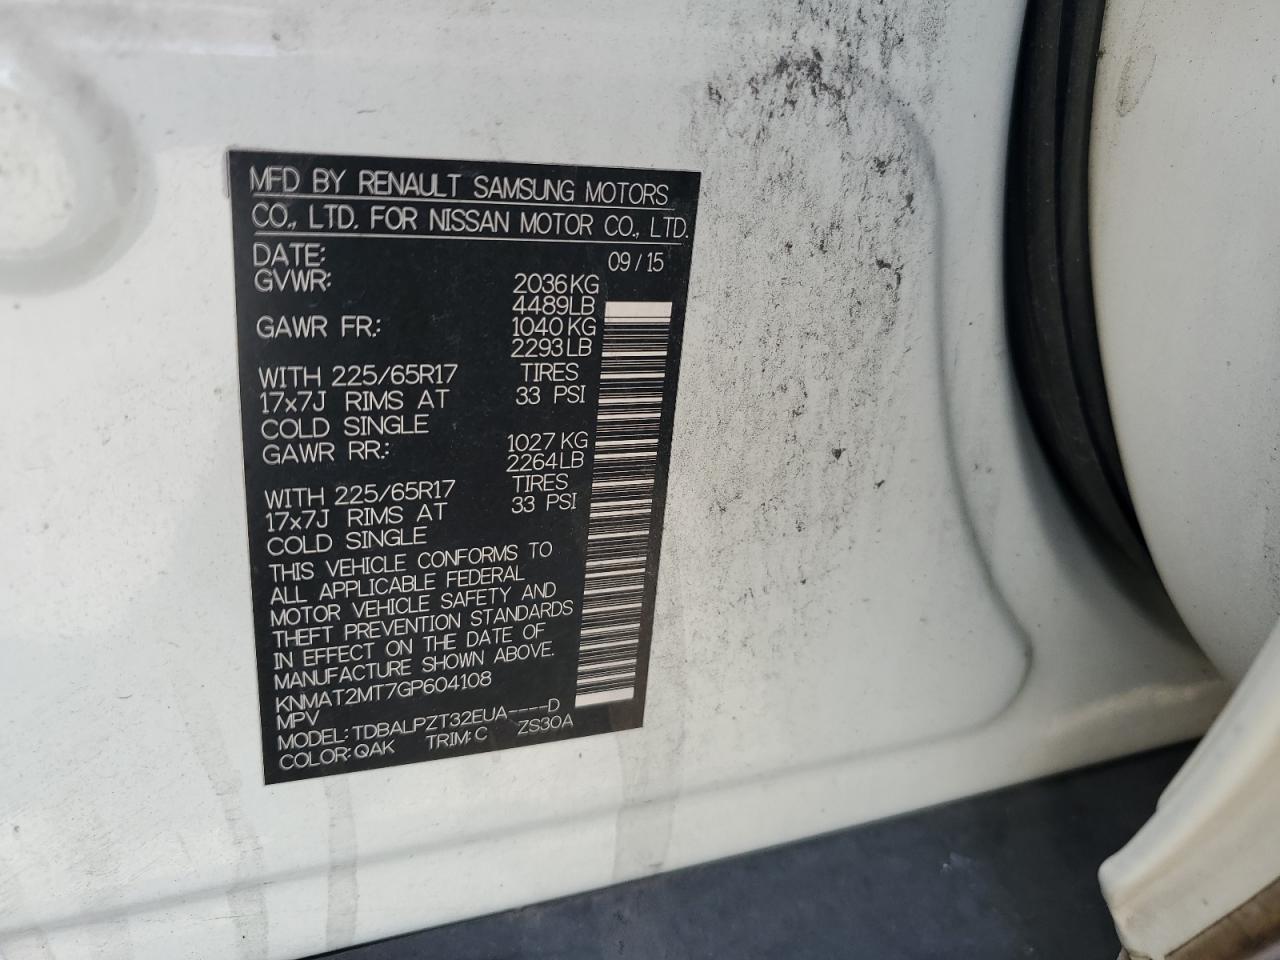 MFD BY RENAULT SAMSUNG MOTORS
CO., LTD. FOR NISSAN MOTOR CO., LTD.
DATE: 09 / 15
GVWR: 2036KG
4489LB
GAWR FR.: 1040KG
2293LB
WITH 225/65R17 TIRES
17x7J RIMS AT 33 PSI
COLD SINGLE
GAWR RR.: 1027KG
2264LB
WITH 225/65R17 TIRES
17x7J RIMS AT 33 PSI
COLD SINGLE
THIS VEHICLE CONFORMS TO
ALL APPLICABLE FEDERAL
MOTOR VEHICLE SAFETY AND
THEFT PREVENTION STANDARDS
IN EFFECT ON THE DATE OF
MANUFACTURE SHOWN ABOVE.
KNMAT2MT7GP604108
MPV
MODEL: TDBALPZT32EUA----D
COLOR: QAK TRIM: C ZS30A